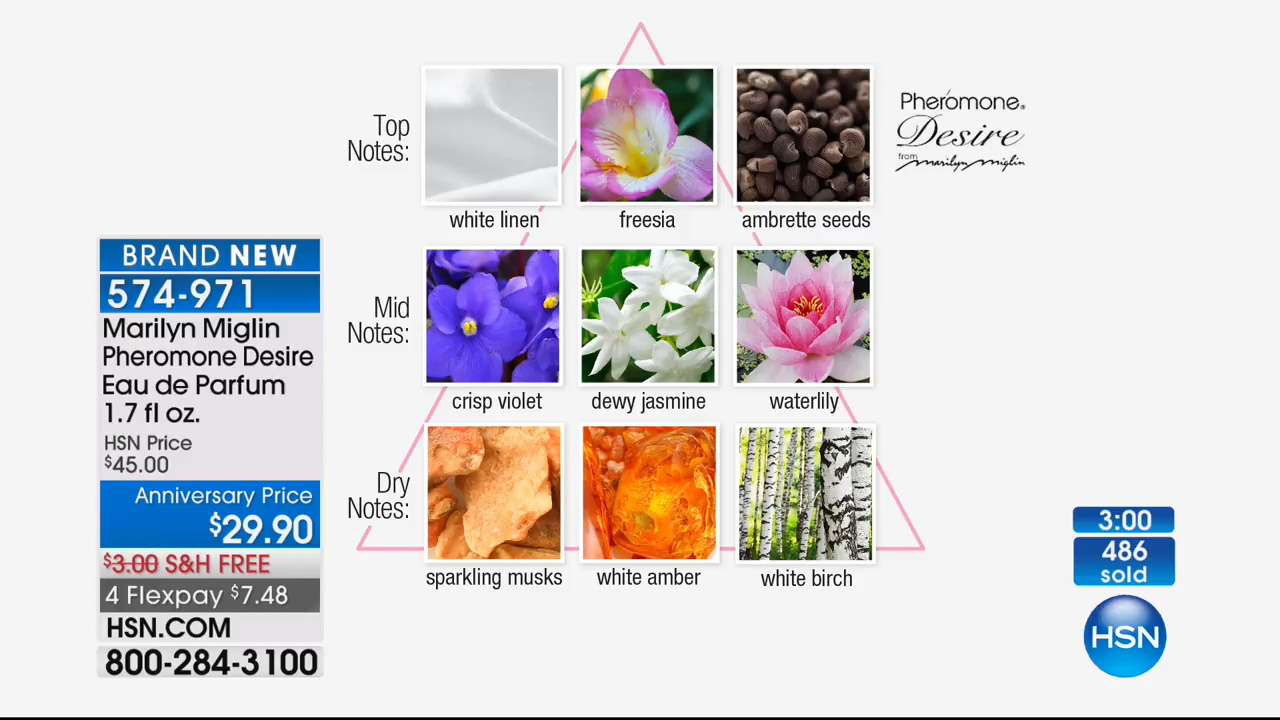 BRAND NEW
574-971
Marilyn Miglin
Pheromone Desire
Eau de Parfum
1.7 fl oz.
HSN Price
$45.00
Anniversary Price
$29.90
$3.00 S&H FREE
4 Flexpay $7.48
HSN.COM
800-284-3100
Top
Notes:
white linen
freesia
ambrette seeds
Mid
Notes:
crisp violet
dewy jasmine
waterlily
Dry
Notes:
sparkling musks
white amber
white birch
Pheromone®
Desire
from marilyn miglin
3:00
486
sold
HSN